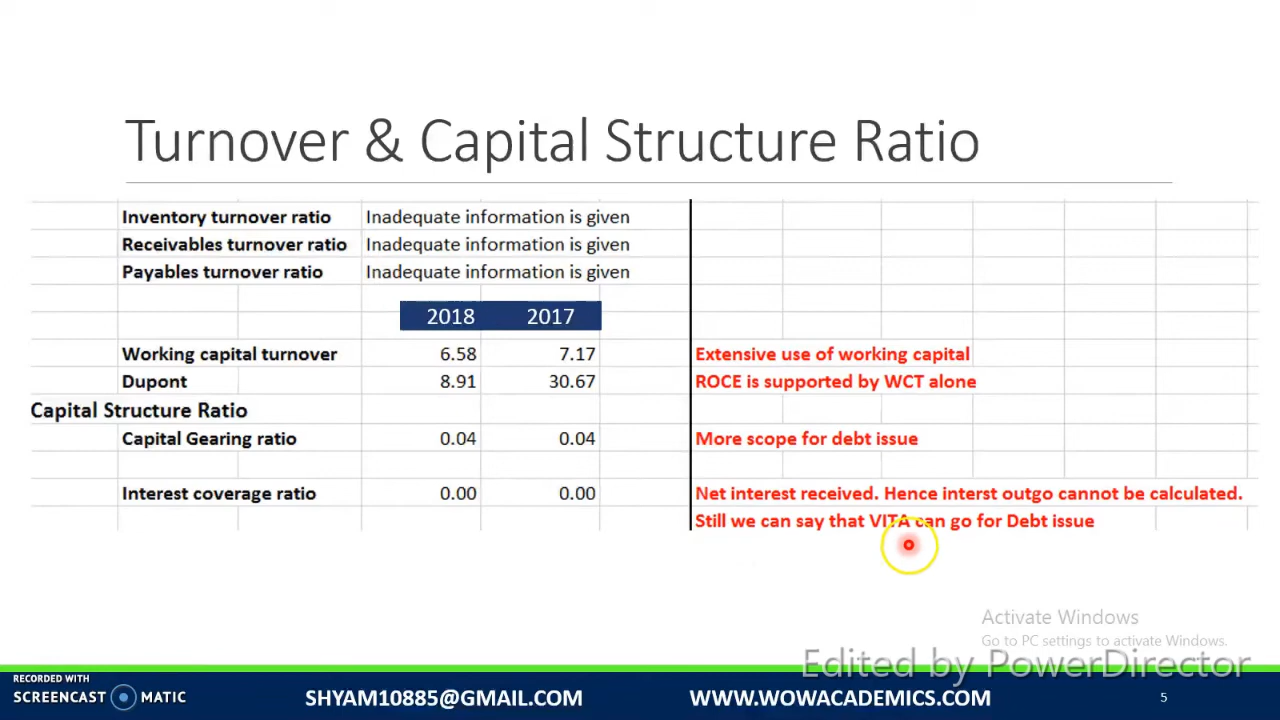 Turnover & Capital Structure Ratio
Inventory turnover ratio Inadequate information is given
Receivables turnover ratio Inadequate information is given
Payables turnover ratio Inadequate information is given
2018 2017
Working capital turnover 6.58 7.17 Extensive use of working capital
Dupont 8.91 30.67 ROCE is supported by WCT alone
Capital Structure Ratio
Capital Gearing ratio 0.04 0.04 More scope for debt issue
Interest coverage ratio 0.00 0.00 Net interest received. Hence interst outgo cannot be calculated.
Still we can say that VITA can go for Debt issue
Activate Windows
Go to PC settings to activate Windows.
Edited by PowerDirector
RECORDED WITH
SCREENCAST MATIC
SHYAM10885@GMAIL.COM
WWW.WOWACADEMICS.COM
5